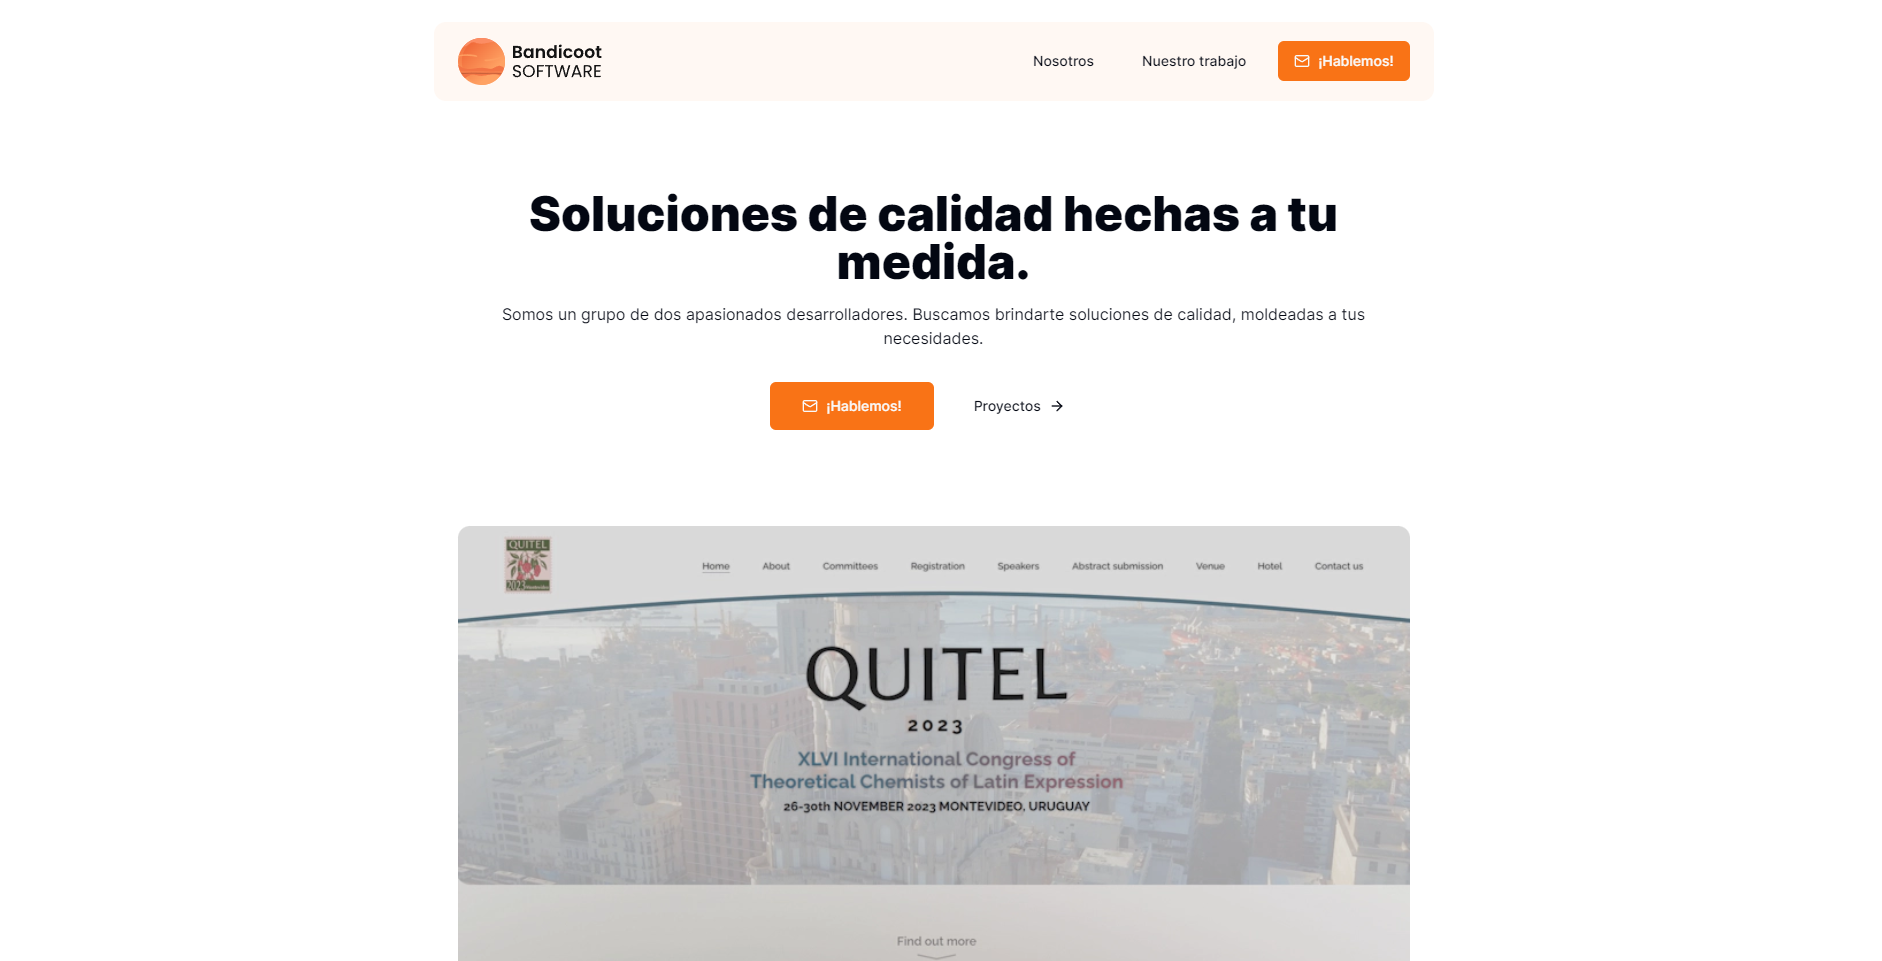 Bandicoot
SOFTWARE
Nosotros
Nuestro trabajo
¡Hablemos!
Soluciones de calidad hechas a tu
medida.
Somos un grupo de dos apasionados desarrolladores. Buscamos brindarte soluciones de calidad, moldeadas a tus
necesidades.
¡Hablemos!
Proyectos
QUITEL
2023
Home
About
Committees
Registration
Speakers
Abstract submission
Venue
Hotel
Contact us
QUITEL
2023
XLVI International Congress of
Theoretical Chemists of Latin Expression
26-30th NOVEMBER 2023 MONTEVIDEO, URUGUAY
Find out more